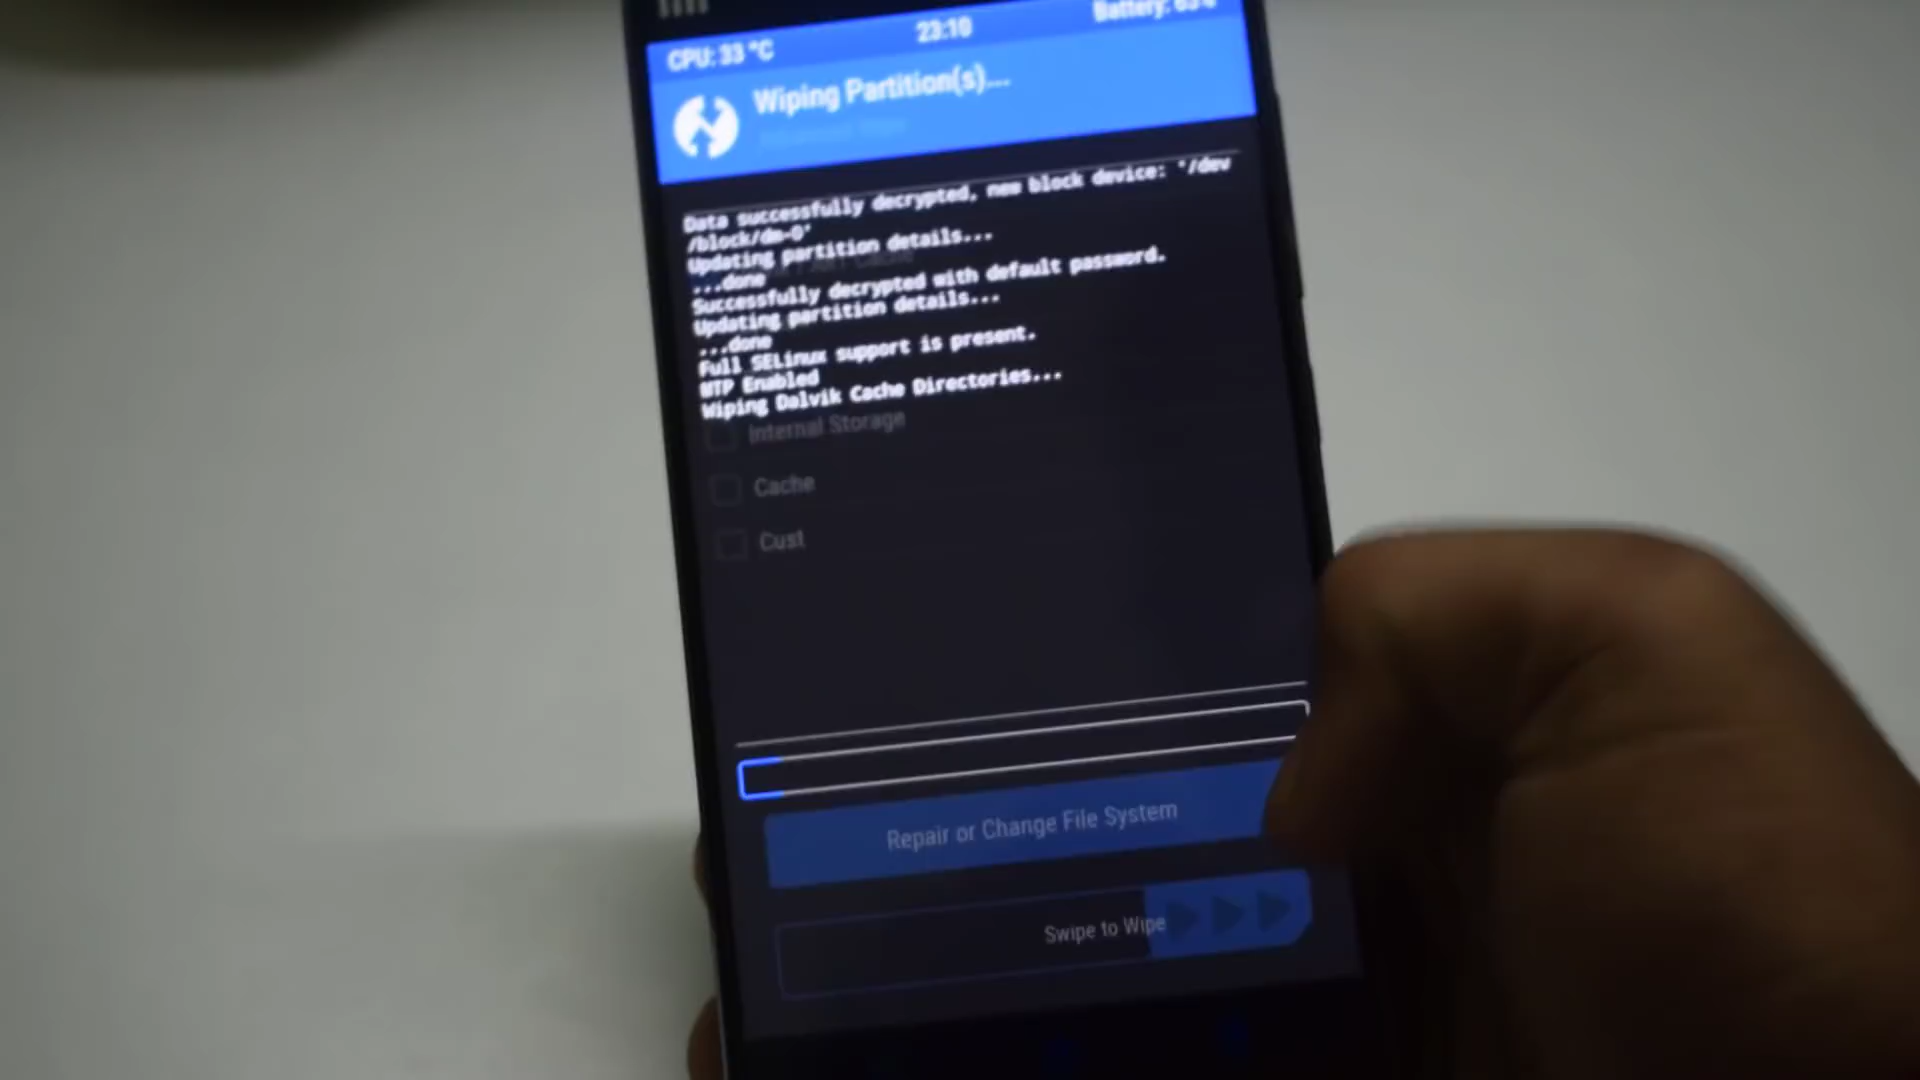 CPU: 33 °C 23:10 Battery: 63%
Wiping Partition(s)...
Data successfully decrypted, new block device: '/dev
/block/dm-0'
Updating partition details...
...done
Successfully decrypted with default password.
Updating partition details...
...done
Full SELinux support is present.
MTP Enabled
Wiping Dalvik Cache Directories...
Internal Storage
Cache
Cust
Repair or Change File System
Swipe to Wipe